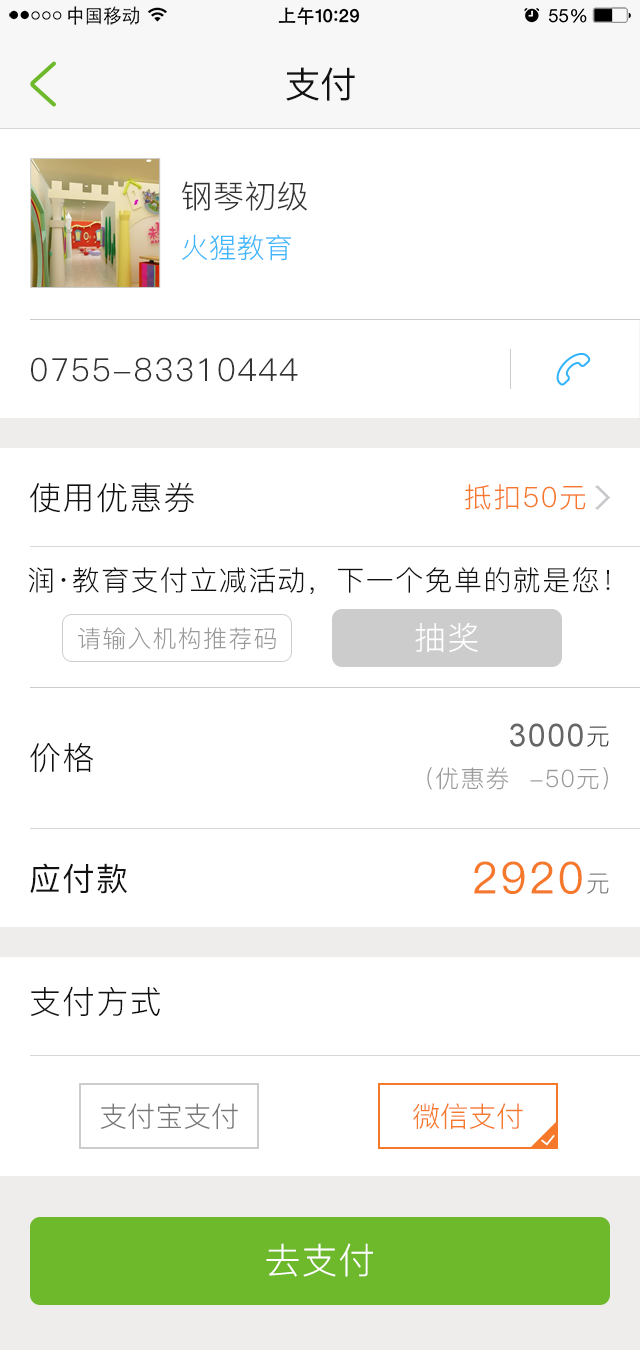 中国移动 上午10:29 55%
支付
钢琴初级
火猩教育
0755-83310444
使用优惠券 抵扣50元
润·教育支付立减活动，下一个免单的就是您！
请输入机构推荐码 抽奖
价格 3000元
（优惠券 -50元）
应付款 2920元
支付方式
支付宝支付 微信支付
去支付